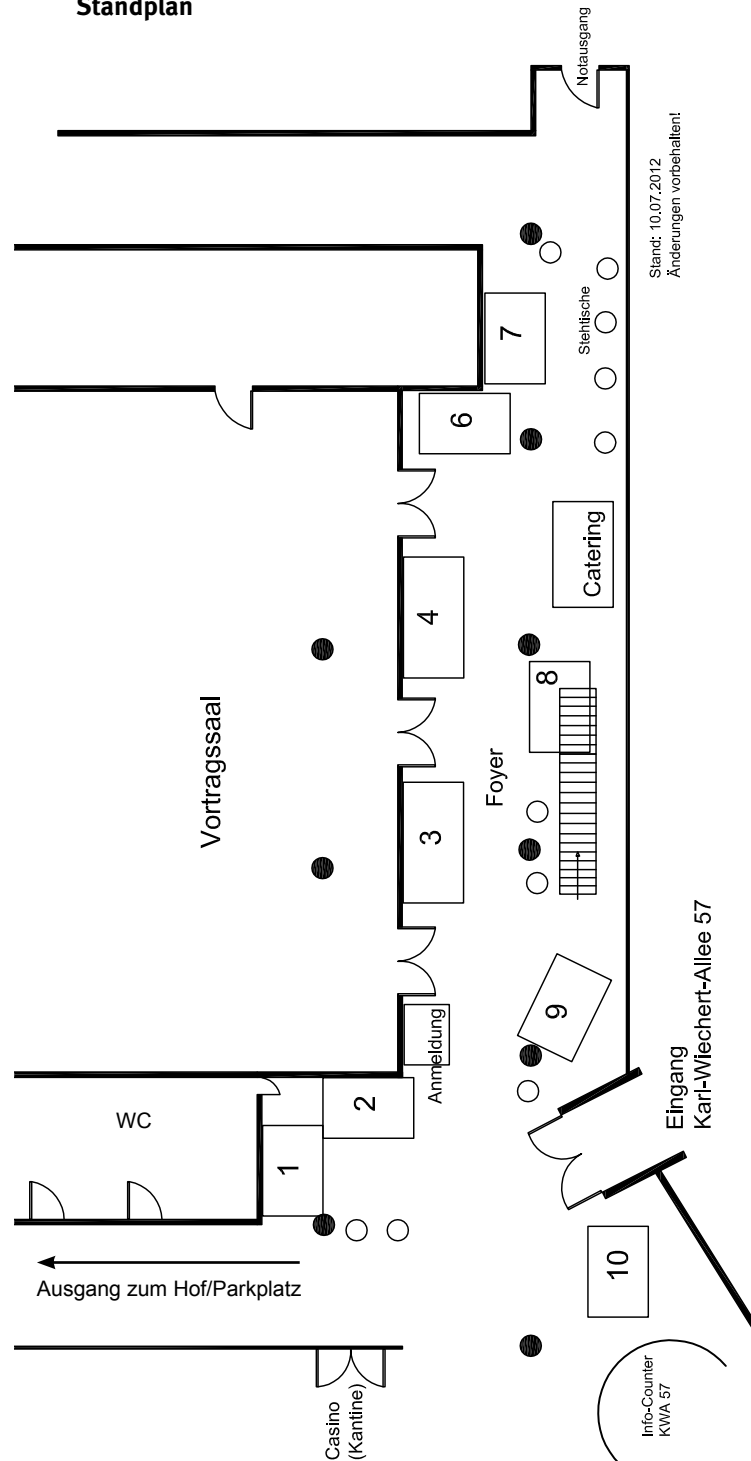 Standplan
Notausgang
Stand: 10.07.2012
Änderungen vorbehalten!
7
Stehtische
6
Catering
4
8
Vortragssaal
Foyer
3
9
Anmeldung
Eingang
Karl-Wiechert-Allee 57
WC
2
1
Ausgang zum Hof/Parkplatz
10
Casino
(Kantine)
Info-Counter
KWA 57